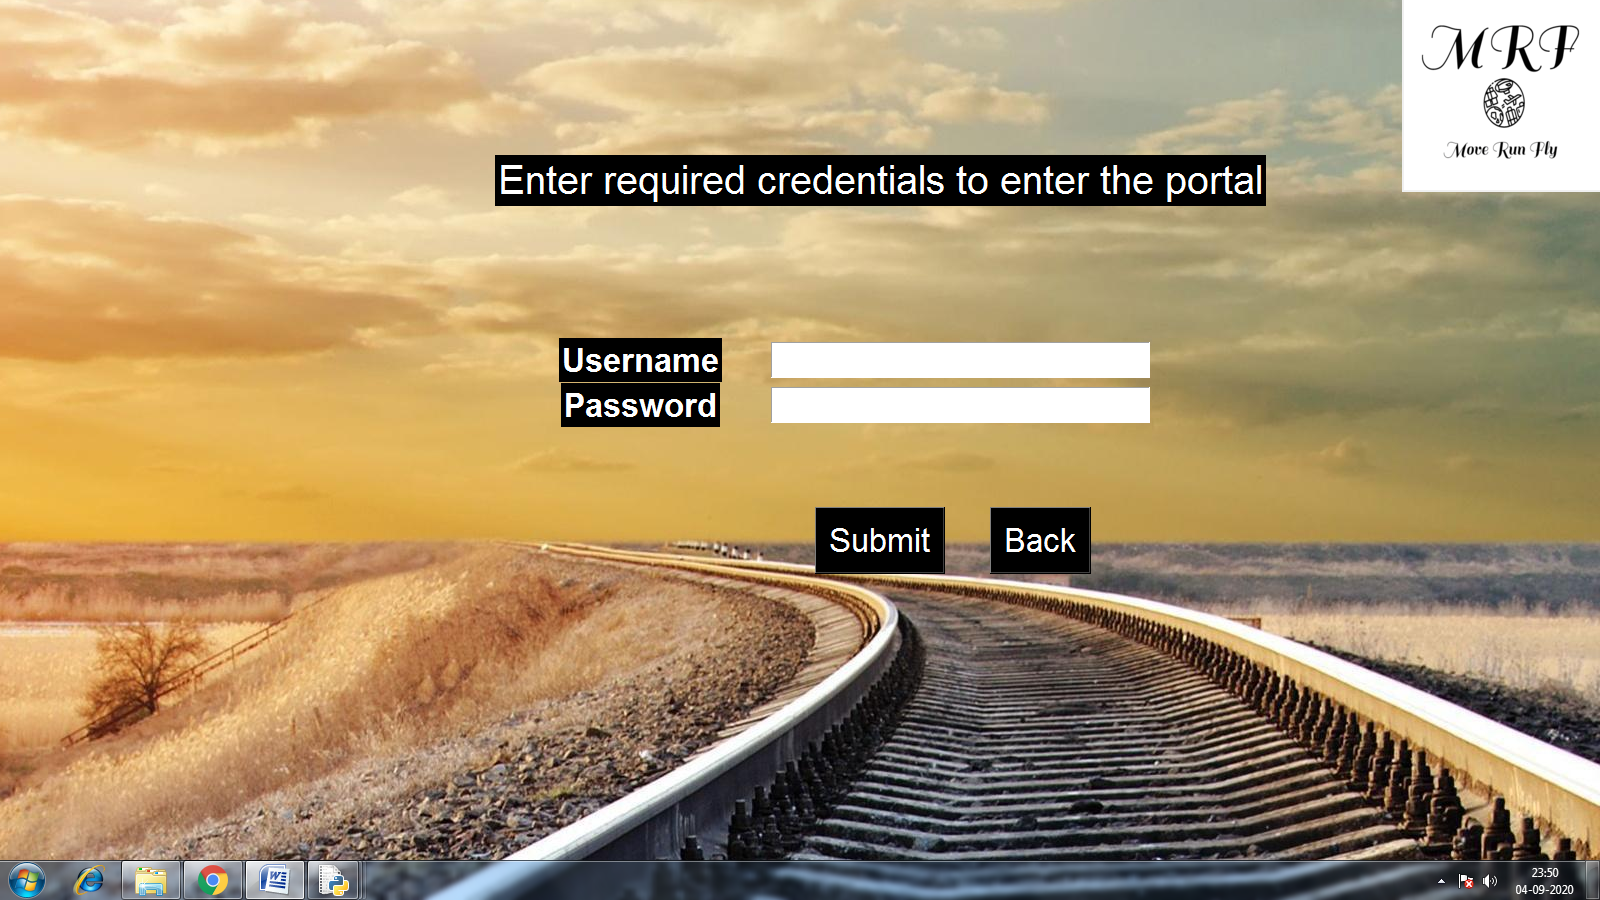 MRF
Move Run Fly
Enter required credentials to enter the portal
Username
Password
Submit
Back
23:50
04-09-2020